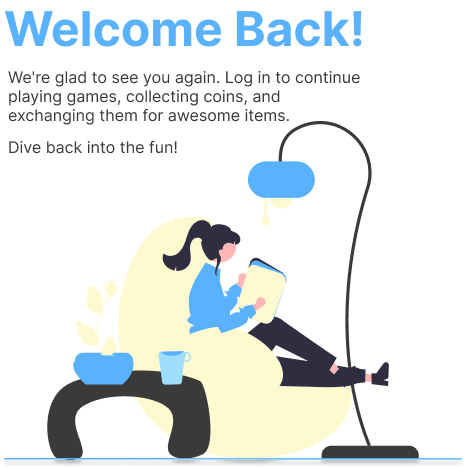 Welcome Back!
We're glad to see you again. Log in to continue
playing games, collecting coins, and
exchanging them for awesome items.
Dive back into the fun!